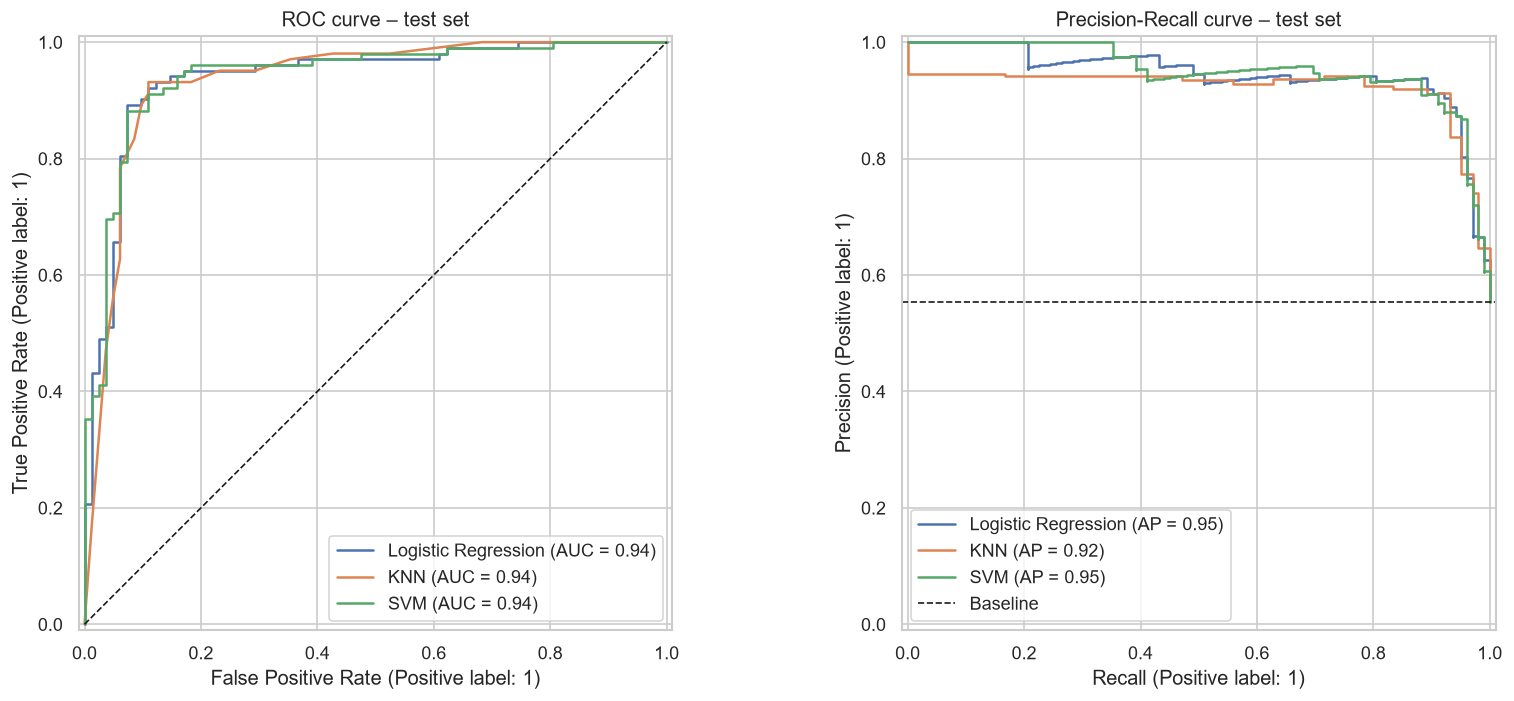 ROC curve – test set
1.0
0.8
0.6
0.4
0.2
0.0
True Positive Rate (Positive label: 1)
Logistic Regression (AUC = 0.94)
KNN (AUC = 0.94)
SVM (AUC = 0.94)
0.0 0.2 0.4 0.6 0.8 1.0
False Positive Rate (Positive label: 1)
Precision-Recall curve – test set
1.0
0.8
0.6
0.4
0.2
0.0
Precision (Positive label: 1)
Logistic Regression (AP = 0.95)
KNN (AP = 0.92)
SVM (AP = 0.95)
Baseline
0.0 0.2 0.4 0.6 0.8 1.0
Recall (Positive label: 1)